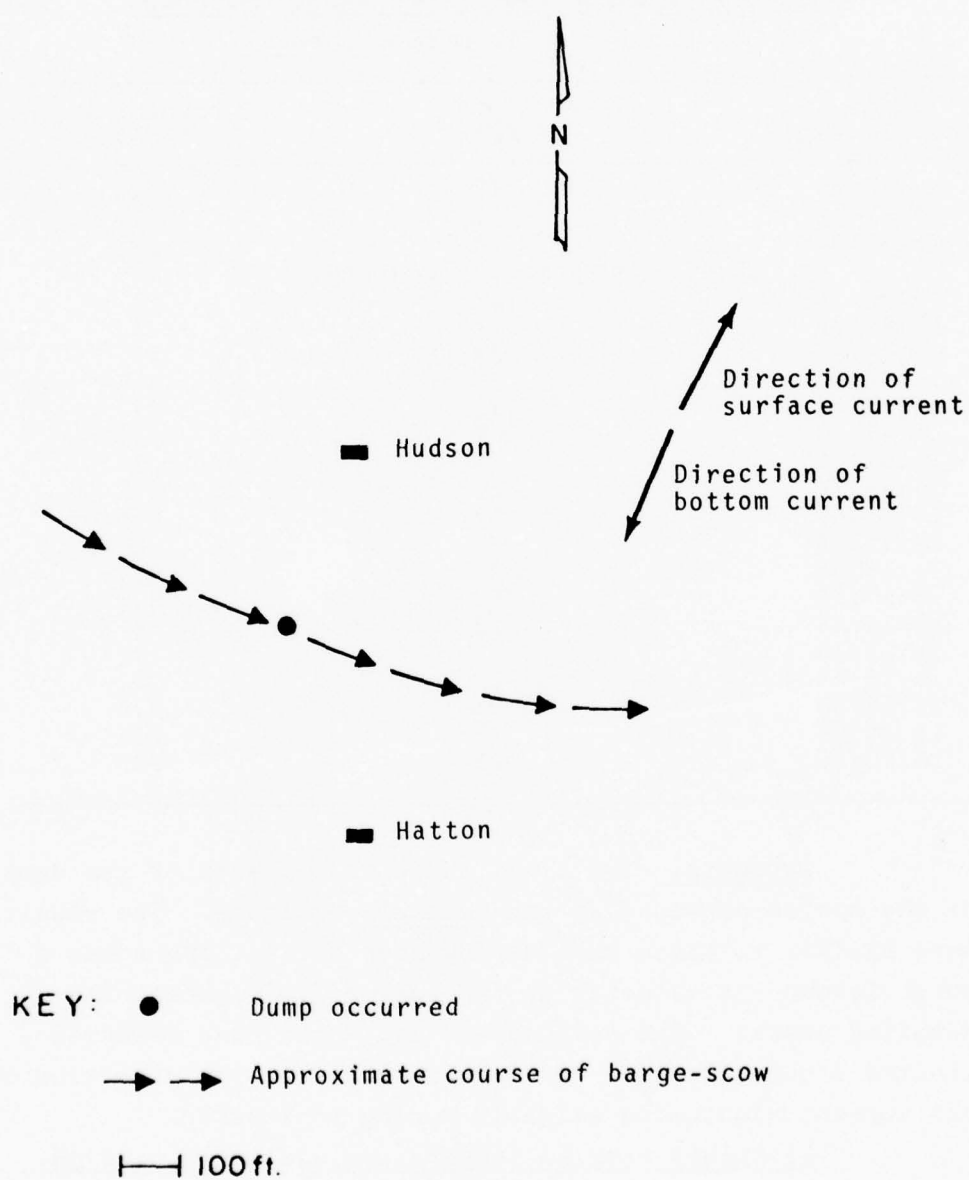 N
Direction of
surface current
Hudson
Direction of
bottom current
Hatton
KEY:
Dump occurred
Approximate course of barge-scow
100 ft.